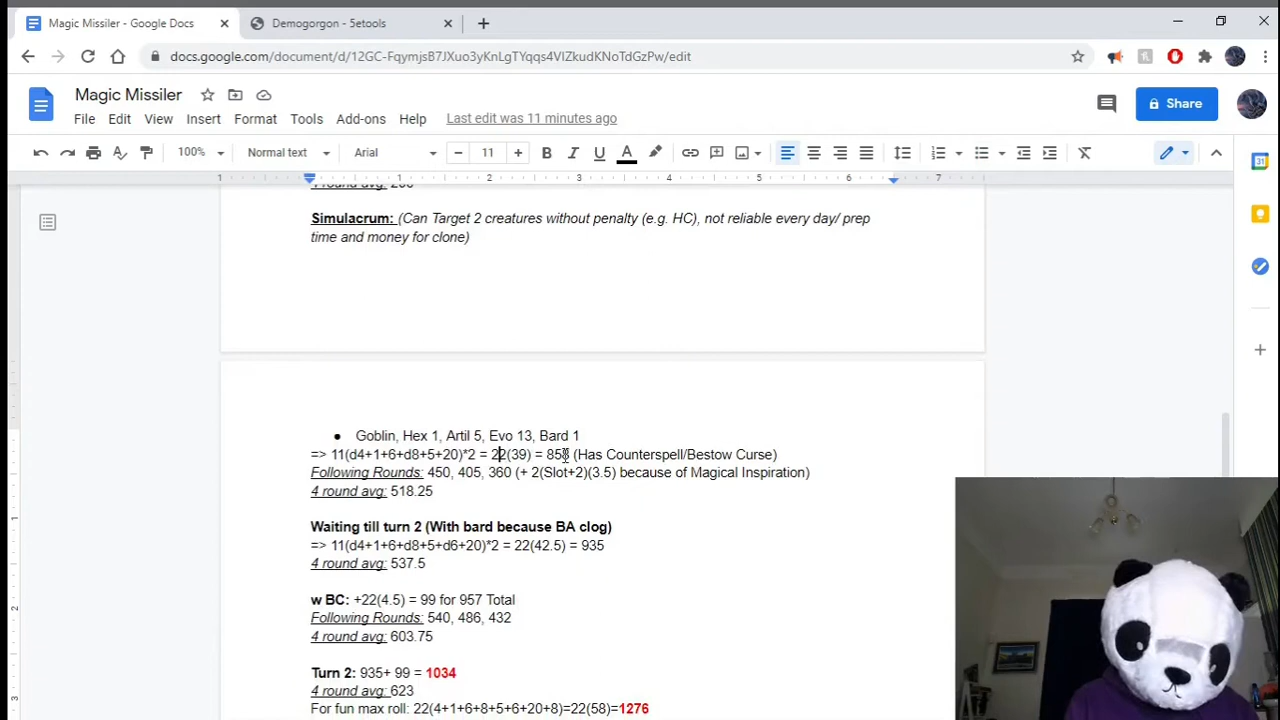 Magic Missiler - Google Docs
Demogorgon - 5etools
docs.google.com/document/d/12GC-FqymjsB7JXuo3yKnLgTYqqs4VIZkudKNoTdGzPw/edit
Magic Missiler
File Edit View Insert Format Tools Add-ons Help Last edit was 11 minutes ago
Share
100% Normal text Arial 11
1 1 2 3 4 5 6 7
Simulacrum: (Can Target 2 creatures without penalty (e.g. HC), not reliable every day/ prep
time and money for clone)
● Goblin, Hex 1, Artil 5, Evo 13, Bard 1
=> 11(d4+1+6+d8+5+20)*2 = 22(39) = 858 (Has Counterspell/Bestow Curse)
Following Rounds: 450, 405, 360 (+ 2(Slot+2)(3.5) because of Magical Inspiration)
4 round avg: 518.25
Waiting till turn 2 (With bard because BA clog)
=> 11(d4+1+6+d8+5+d6+20)*2 = 22(42.5) = 935
4 round avg: 537.5
w BC: +22(4.5) = 99 for 957 Total
Following Rounds: 540, 486, 432
4 round avg: 603.75
Turn 2: 935+ 99 = 1034
4 round avg: 623
For fun max roll: 22(4+1+6+8+5+6+20+8)=22(58)=1276